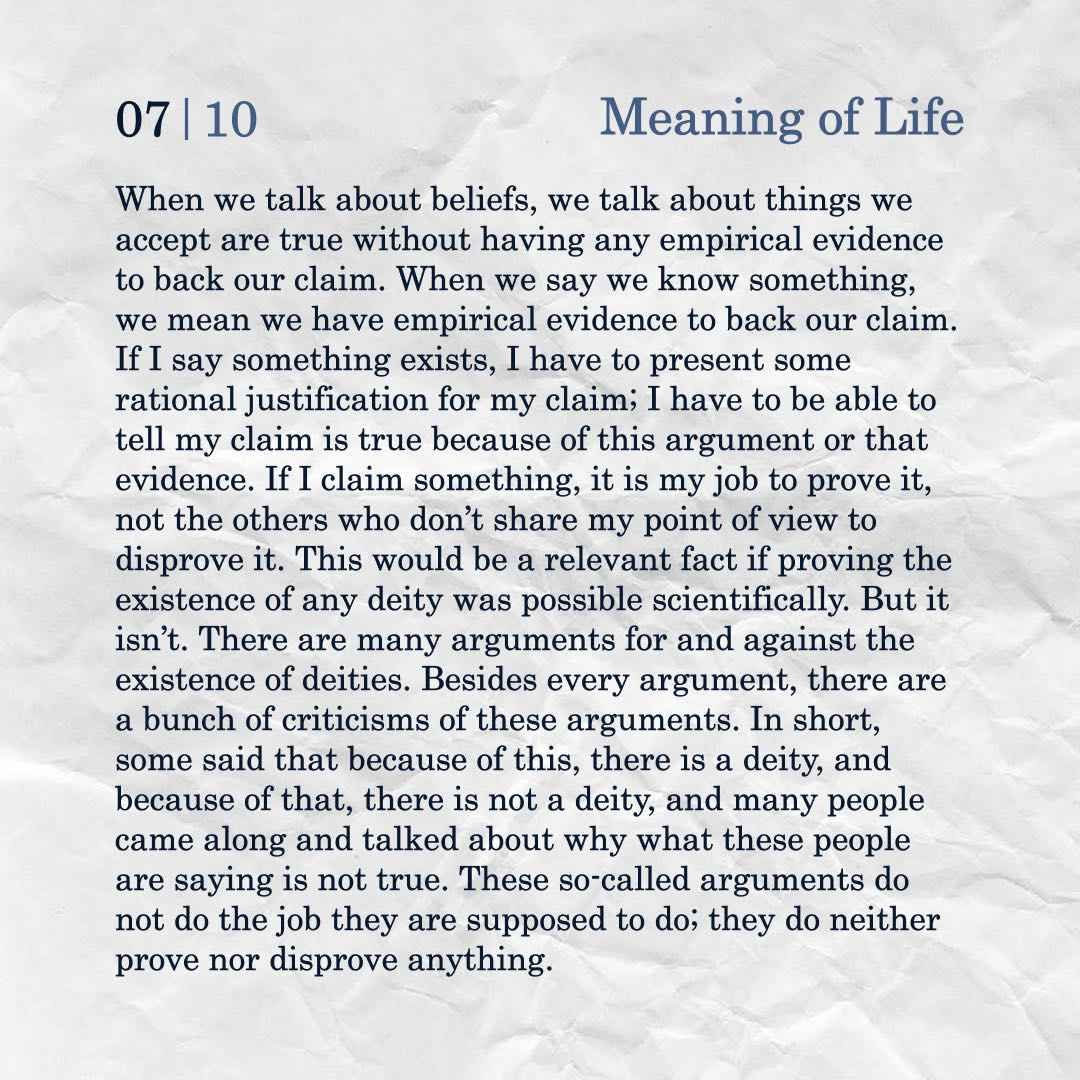 07 | 10
Meaning of Life
When we talk about beliefs, we talk about things we
accept are true without having any empirical evidence
to back our claim. When we say we know something,
we mean we have empirical evidence to back our claim.
If I say something exists, I have to present some
rational justification for my claim; I have to be able to
tell my claim is true because of this argument or that
evidence. If I claim something, it is my job to prove it,
not the others who don’t share my point of view to
disprove it. This would be a relevant fact if proving the
existence of any deity was possible scientifically. But it
isn’t. There are many arguments for and against the
existence of deities. Besides every argument, there are
a bunch of criticisms of these arguments. In short,
some said that because of this, there is a deity, and
because of that, there is not a deity, and many people
came along and talked about why what these people
are saying is not true. These so-called arguments do
not do the job they are supposed to do; they do neither
prove nor disprove anything.